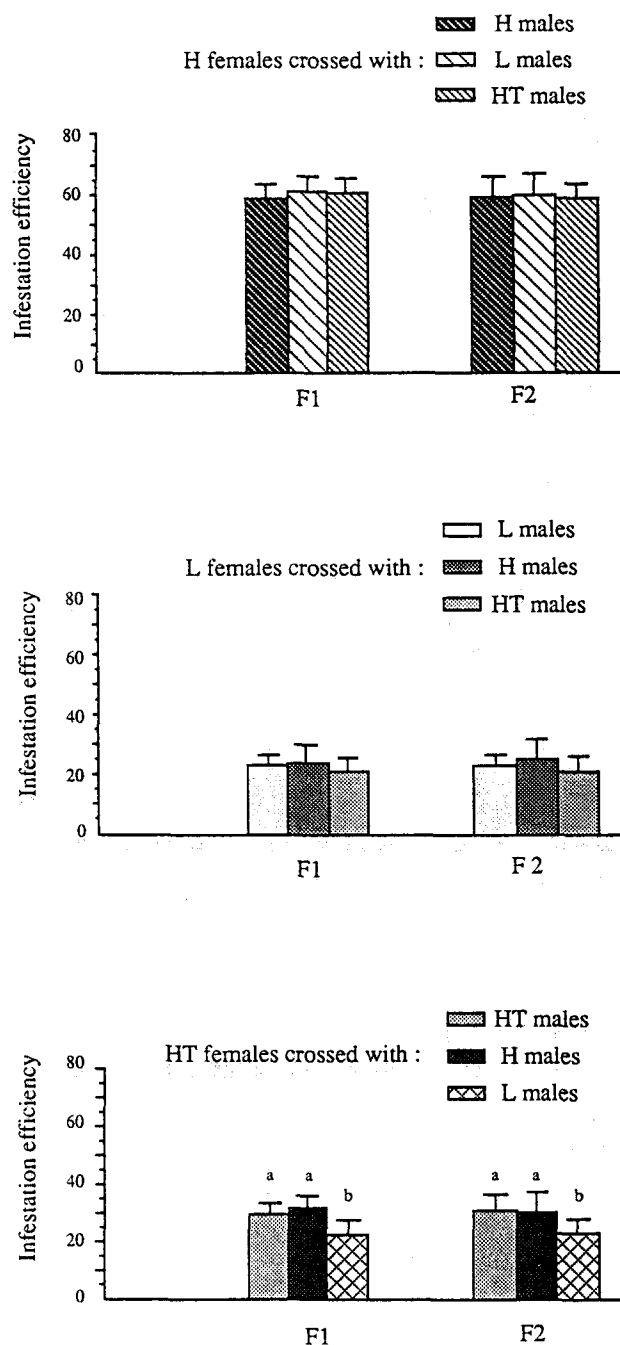 H males
H females crossed with : L males
HT males
Infestation efficiency
80
60
40
20
0
F1 F2
L males
L females crossed with : H males
HT males
Infestation efficiency
80
60
40
20
0
F1 F 2
HT males
HT females crossed with : H males
L males
Infestation efficiency
80
60
40
20
0
a a b a a b
F1 F2